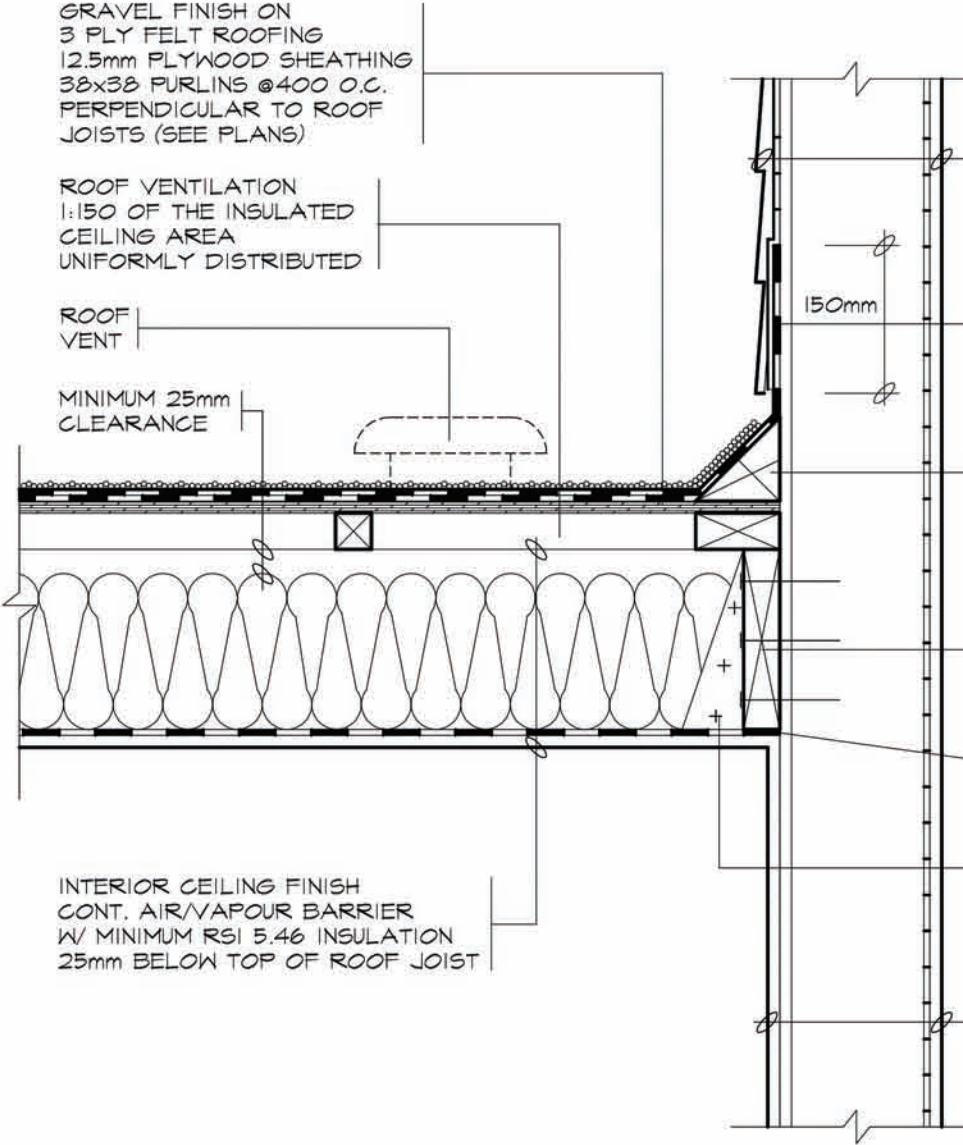 GRAVEL FINISH ON
3 PLY FELT ROOFING
12.5mm PLYWOOD SHEATHING
38x38 PURLINS @400 O.C.
PERPENDICULAR TO ROOF
JOISTS (SEE PLANS)
ROOF VENTILATION
1:150 OF THE INSULATED
CEILING AREA
UNIFORMLY DISTRIBUTED
ROOF
VENT
150mm
MINIMUM 25mm
CLEARANCE
INTERIOR CEILING FINISH
CONT. AIR/VAPOUR BARRIER
W/ MINIMUM RSI 5.46 INSULATION
25mm BELOW TOP OF ROOF JOIST